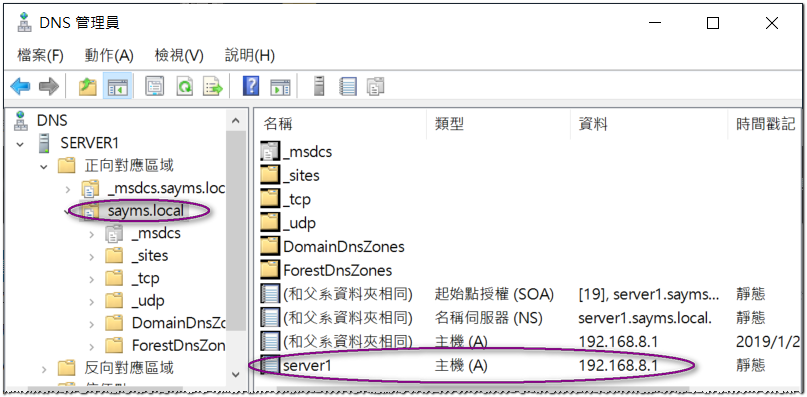 DNS 管理員
檔案(F) 動作(A) 檢視(V) 說明(H)
DNS
SERVER1
正向對應區域
_msdcs.sayms.loc
sayms.local
_msdcs
_sites
_tcp
_udp
DomainDnsZ
ForestDnsZon
反向對應區域
名稱 類型 資料 時間戳記
_msdcs
_sites
_tcp
_udp
DomainDnsZones
ForestDnsZones
(和父系資料夾相同) 起始點授權 (SOA) [19], server1.sayms... 靜態
(和父系資料夾相同) 名稱伺服器 (NS) server1.sayms.local. 靜態
(和父系資料夾相同) 主機 (A) 192.168.8.1 2019/1/2
server1 主機 (A) 192.168.8.1 靜態